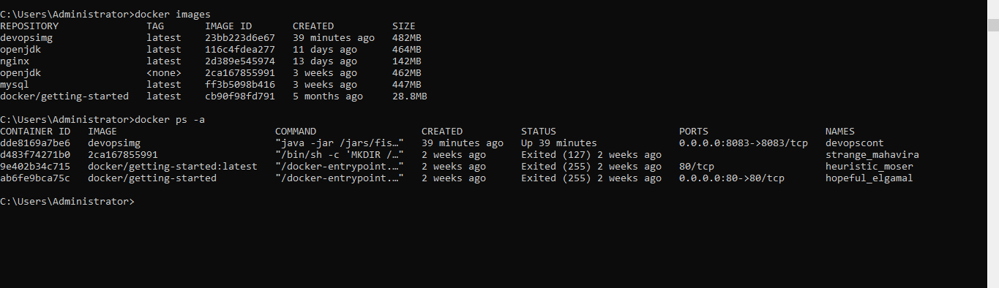 C:\Users\Administrator>docker images
REPOSITORY TAG IMAGE ID CREATED SIZE
devopsimg latest 23bb223d6e67 39 minutes ago 482MB
openjdk latest 116c4fdea277 11 days ago 464MB
nginx latest 2d389e545974 13 days ago 142MB
openjdk <none> 2ca167855991 3 weeks ago 462MB
mysql latest ff3b5098b416 3 weeks ago 447MB
docker/getting-started latest cb90f98fd791 5 months ago 28.8MB
C:\Users\Administrator>docker ps -a
CONTAINER ID IMAGE COMMAND CREATED STATUS PORTS NAMES
dde8169a7be6 devopsimg "java -jar /jars/fis…" 39 minutes ago Up 39 minutes 0.0.0.0:8083->8083/tcp devopscont
d483f74271b0 2ca167855991 "/bin/sh -c 'MKDIR /…" 2 weeks ago Exited (127) 2 weeks ago strange_mahavira
9e402b34c715 docker/getting-started:latest "/docker-entrypoint.…" 2 weeks ago Exited (255) 2 weeks ago 80/tcp heuristic_moser
ab6fe9bca75c docker/getting-started "/docker-entrypoint.…" 2 weeks ago Exited (255) 2 weeks ago 0.0.0.0:80->80/tcp hopeful_elgamal
C:\Users\Administrator>